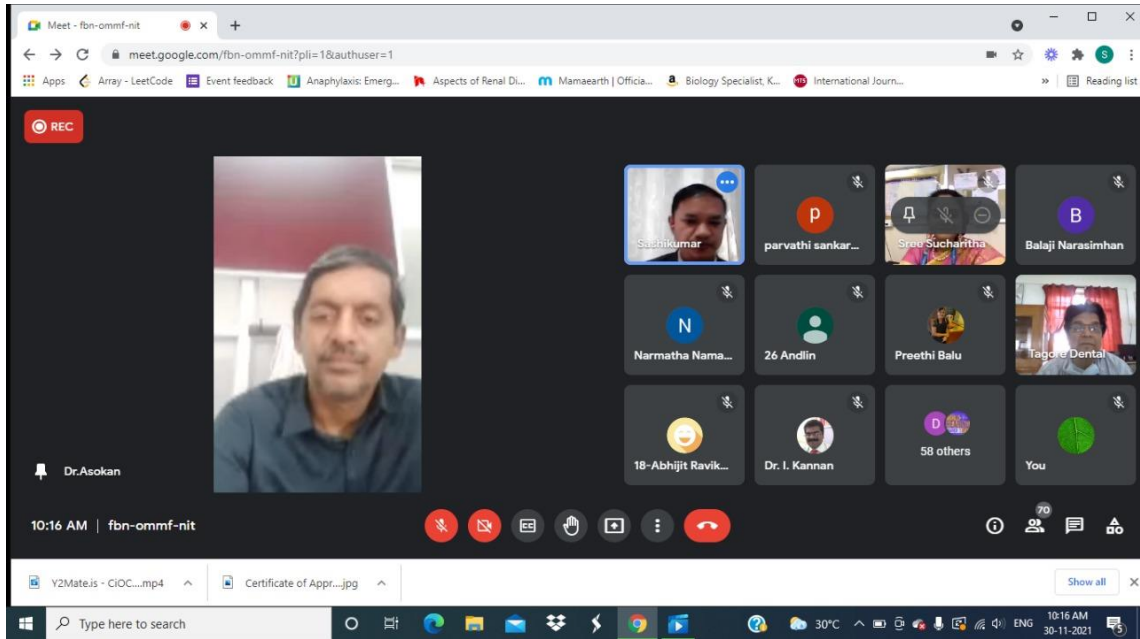 Meet - fbn-ommf-nit
meet.google.com/fbn-ommf-nit?pli=1&authuser=1
S
Apps Array - LeetCode Event feedback Anaphylaxis: Emerg... Aspects of Renal Di... Mamaearth | Officia... Biology Specialist, K... International Journ... » Reading list
REC
Sashikumar
p
parvathi sankar...
Sree Sucharitha
B
Balaji Narasimhan
N
Narmatha Nama...
26 Andlin
Preethi Balu
Tagore Dental
18-Abhijit Ravik...
Dr. I. Kannan
D
58 others
You
Dr.Asokan
10:16 AM | fbn-ommf-nit
CC
70
Y2Mate.is - CiOC....mp4
Certificate of Appr....jpg
Show all
Type here to search
30°C
ENG
10:16 AM
30-11-2021
5